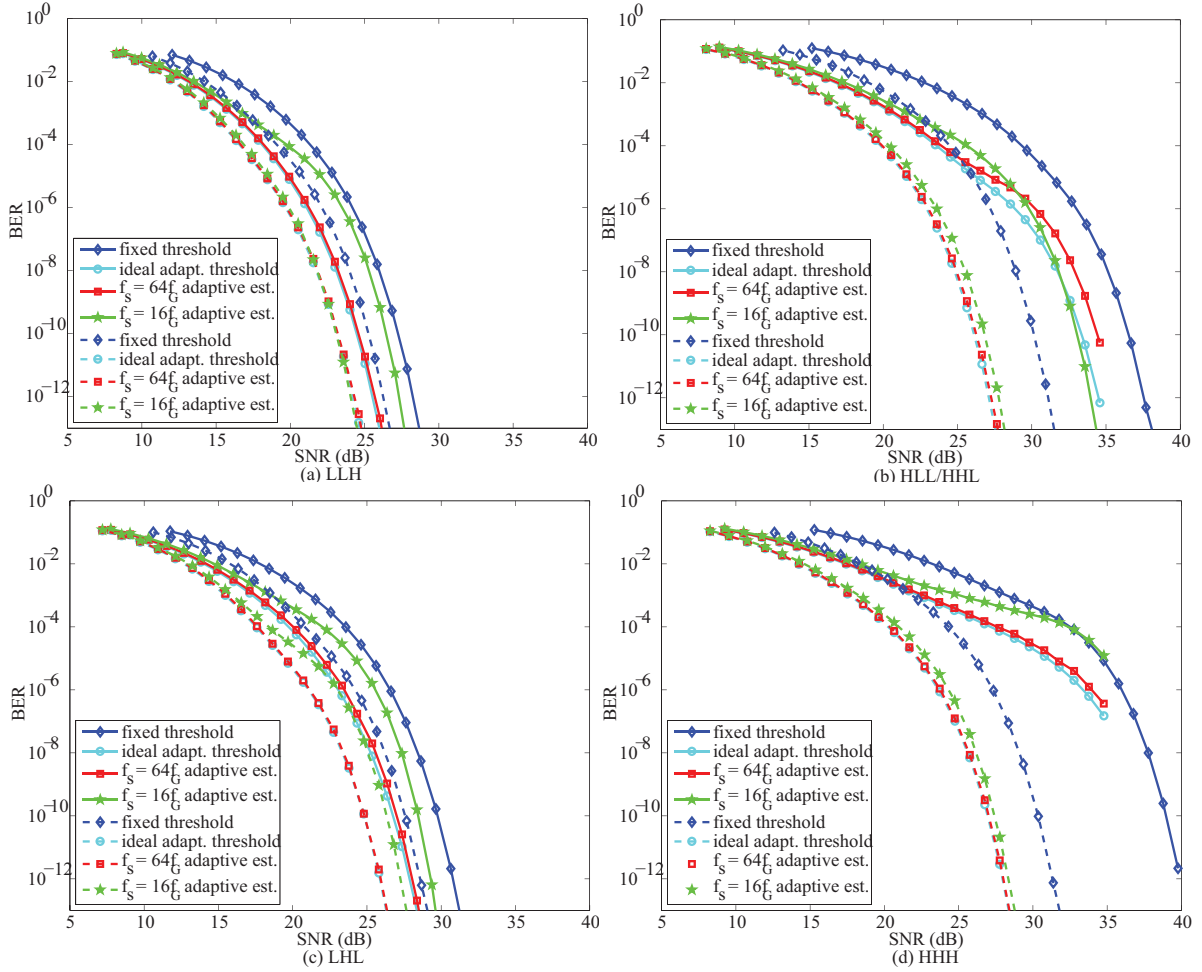 10^0
10^-2
10^-4
10^-6
10^-8
10^-10
10^-12
BER
fixed threshold
ideal adapt. threshold
f_s = 64f_G adaptive est.
f_s = 16f_G adaptive est.
fixed threshold
ideal adapt. threshold
f_s = 64f_G adaptive est.
f_s = 16f_G adaptive est.
5 10 15 20 25 30 35 40
SNR (dB)
(a) LLH
10^0
10^-2
10^-4
10^-6
10^-8
10^-10
10^-12
BER
fixed threshold
ideal adapt. threshold
f_s = 64f_G adaptive est.
f_s = 16f_G adaptive est.
fixed threshold
ideal adapt. threshold
f_s = 64f_G adaptive est.
f_s = 16f_G adaptive est.
5 10 15 20 25 30 35 40
SNR (dB)
(b) HLL/HHL
10^0
10^-2
10^-4
10^-6
10^-8
10^-10
10^-12
BER
fixed threshold
ideal adapt. threshold
f_s = 64f_G adaptive est.
f_s = 16f_G adaptive est.
fixed threshold
ideal adapt. threshold
f_s = 64f_G adaptive est.
f_s = 16f_G adaptive est.
5 10 15 20 25 30 35 40
SNR (dB)
(c) LHL
10^0
10^-2
10^-4
10^-6
10^-8
10^-10
10^-12
BER
fixed threshold
ideal adapt. threshold
f_s = 64f_G adaptive est.
f_s = 16f_G adaptive est.
fixed threshold
ideal adapt. threshold
f_s = 64f_G adaptive est.
f_s = 16f_G adaptive est.
5 10 15 20 25 30 35 40
SNR (dB)
(d) HHH